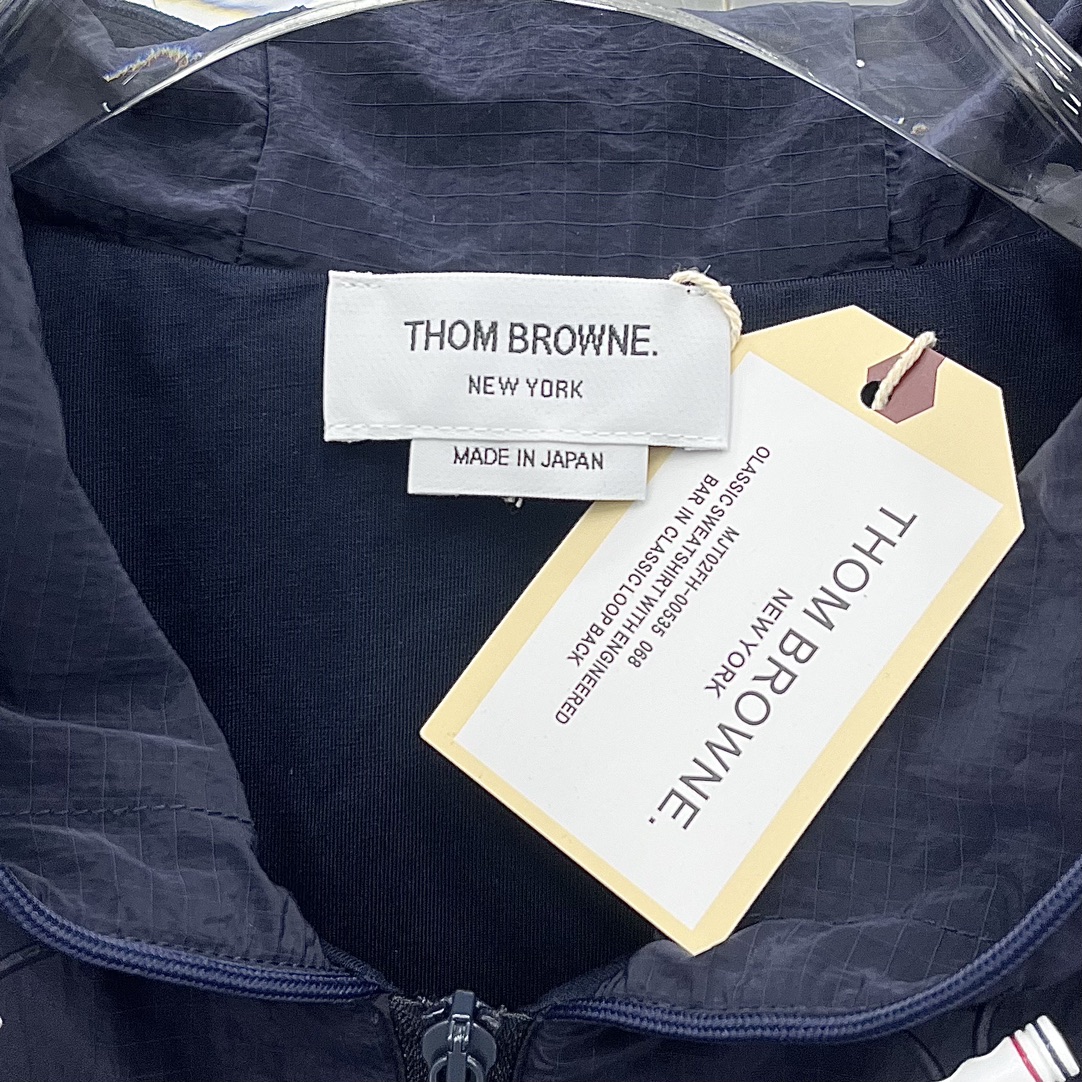 THOM BROWNE.
NEW YORK
MADE IN JAPAN
THOM BROWNE.
NEW YORK
MJT02FH-00535 068
CLASSIC SWEATSHIRT WITH ENGINEERED
BAR IN CLASSIC LOOP BACK